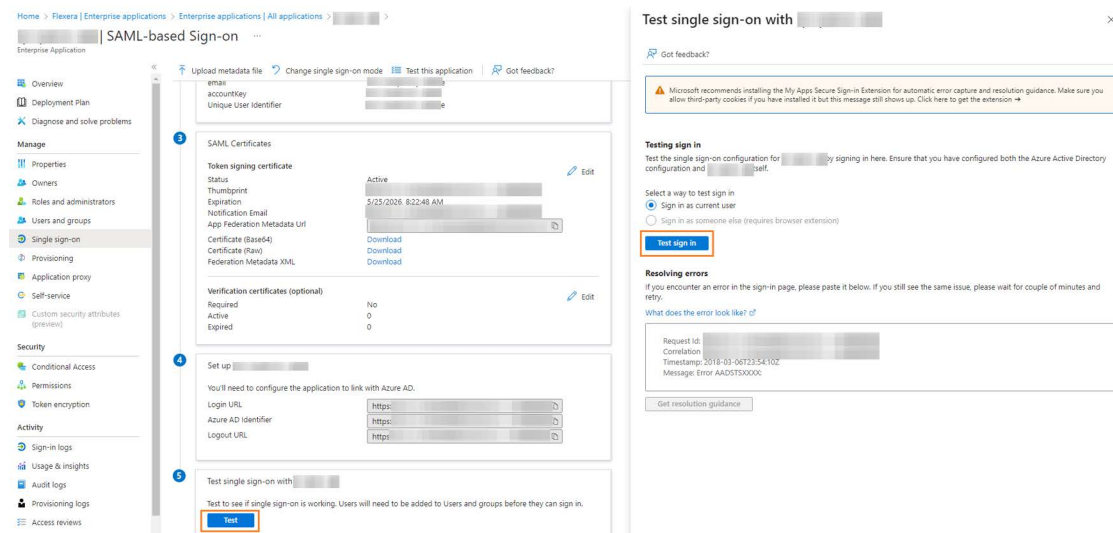 Home > Flexera | Enterprise applications > Enterprise applications | All applications >
| SAML-based Sign-on ...
Enterprise Application
Overview
Deployment Plan
Diagnose and solve problems
Manage
Properties
Owners
Roles and administrators
Users and groups
Single sign-on
Provisioning
Application proxy
Self-service
Custom security attributes
(preview)
Security
Conditional Access
Permissions
Token encryption
Activity
Sign-in logs
Usage & insights
Audit logs
Provisioning logs
Access reviews
Upload metadata file Change single sign-on mode Test this application Got feedback?
email
accountKey
Unique User Identifier
3
SAML Certificates
Token signing certificate
Edit
Status Active
Thumbprint
Expiration 5/25/2026, 8:22:48 AM
Notification Email
App Federation Metadata Url
Certificate (Base64) Download
Certificate (Raw) Download
Federation Metadata XML Download
Verification certificates (optional)
Edit
Required No
Active 0
Expired 0
4
Set up
You'll need to configure the application to link with Azure AD.
Login URL https:
Azure AD Identifier https:
Logout URL https
5
Test single sign-on with
Test to see if single sign-on is working. Users will need to be added to Users and groups before they can sign in.
Test
Test single sign-on with
Got feedback?
Microsoft recommends installing the My Apps Secure Sign-in Extension for automatic error capture and resolution guidance. Make sure you
allow third-party cookies if you have installed it but this message still shows up. Click here to get the extension →
Testing sign in
Test the single sign-on configuration for by signing in here. Ensure that you have configured both the Azure Active Directory
configuration and itself.
Select a way to test sign in
Sign in as current user
Sign in as someone else (requires browser extension)
Test sign in
Resolving errors
If you encounter an error in the sign-in page, please paste it below. If you still see the same issue, please wait for couple of minutes and
retry.
What does the error look like?
Request Id:
Correlation
Timestamp: 2018-03-06T23:54:10Z
Message: Error AADSTSXXXX:
Get resolution guidance